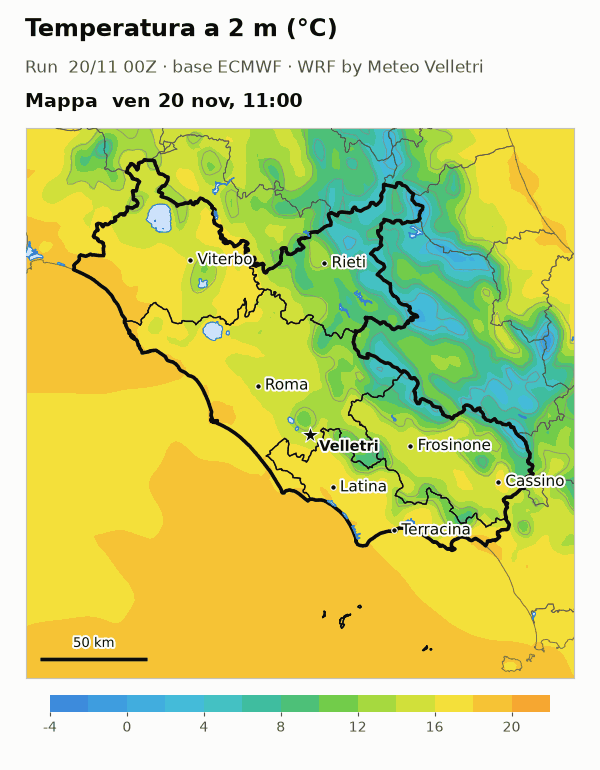 Temperatura a 2 m (°C)
Run  20/11 00Z · base ECMWF · WRF by Meteo Velletri
Mappa  ven 20 nov, 11:00
Viterbo
Rieti
Roma
Velletri
Frosinone
Cassino
Latina
Terracina
50 km
-4 0 4 8 12 16 20